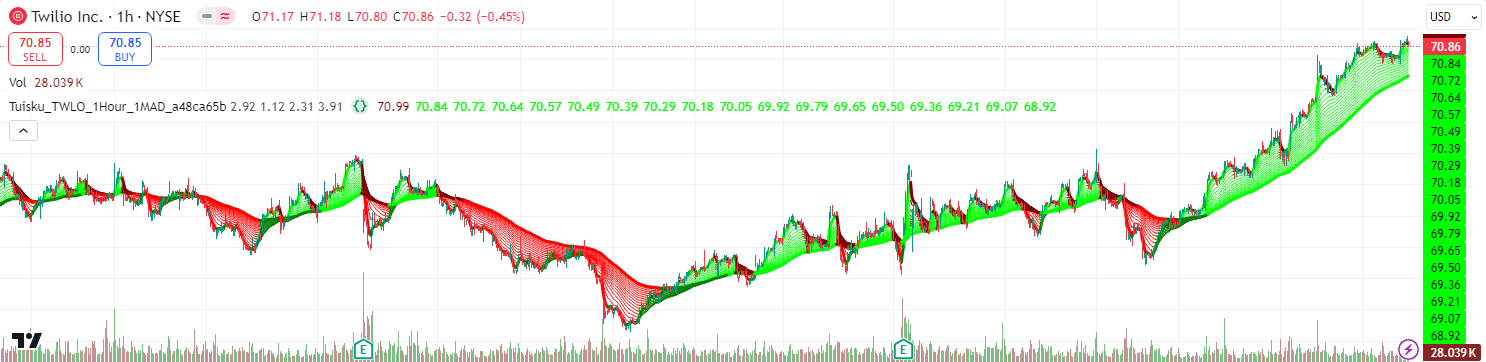 Twilio Inc. · 1h · NYSE O71.17 H71.18 L70.80 C70.86 −0.32 (−0.45%)
USD
70.85 SELL 0.00 70.85 BUY
Vol 28.039K
Tuisku_TWLO_1Hour_1MAD_a48ca65b 2.92 1.12 2.31 3.91 {} 70.99 70.84 70.72 70.64 70.57 70.49 70.39 70.29 70.18 70.05 69.92 69.79 69.65 69.50 69.36 69.21 69.07 68.92
70.86
70.84
70.72
70.64
70.57
70.49
70.39
70.29
70.18
70.05
69.92
69.79
69.65
69.50
69.36
69.21
69.07
68.92
28.039K
E
E